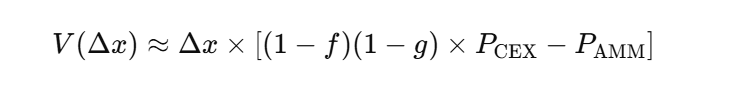 V(Δx) ≈ Δx × [(1 − f)(1 − g) × P_CEX − P_AMM]